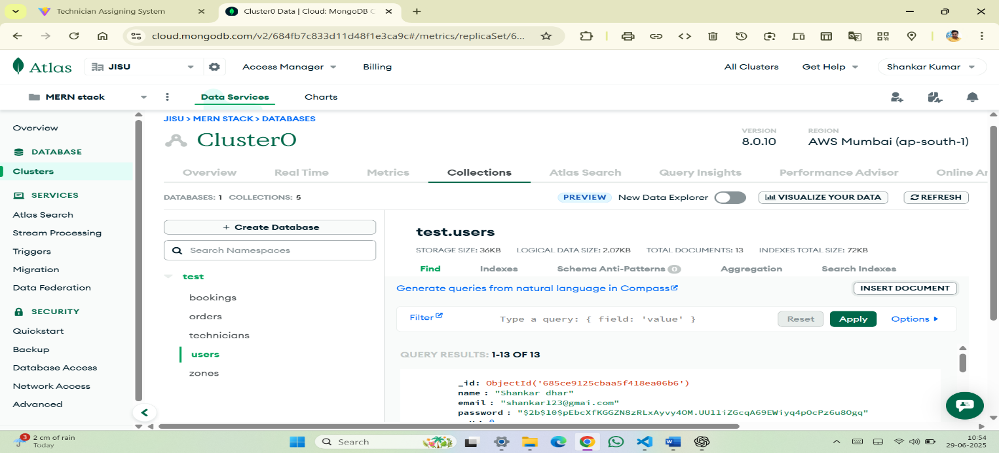 Technician Assigning System
Cluster0 Data | Cloud: MongoDB C
cloud.mongodb.com/v2/684fb7c833d11d48f1e3ca9c#/metrics/replicaSet/6...
Atlas
JISU
Access Manager
Billing
All Clusters
Get Help
Shankar Kumar
MERN stack
Data Services
Charts
Overview
DATABASE
Clusters
SERVICES
Atlas Search
Stream Processing
Triggers
Migration
Data Federation
SECURITY
Quickstart
Backup
Database Access
Network Access
Advanced
JISU > MERN STACK > DATABASES
Cluster0
VERSION
8.0.10
REGION
AWS Mumbai (ap-south-1)
Overview
Real Time
Metrics
Collections
Atlas Search
Query Insights
Performance Advisor
Online Ar
DATABASES: 1 COLLECTIONS: 5
PREVIEW New Data Explorer
VISUALIZE YOUR DATA
REFRESH
+ Create Database
Search Namespaces
test
bookings
orders
technicians
users
zones
test.users
STORAGE SIZE: 36KB LOGICAL DATA SIZE: 2.07KB TOTAL DOCUMENTS: 13 INDEXES TOTAL SIZE: 72KB
Find
Indexes
Schema Anti-Patterns 0
Aggregation
Search Indexes
Generate queries from natural language in Compass
INSERT DOCUMENT
Filter
Type a query: { field: 'value' }
Reset
Apply
Options
QUERY RESULTS: 1-13 OF 13
_id: ObjectId('685ce9125cbaa5f418ea06b6')
name : "Shankar dhar"
email : "shankar123@gmai.com"
password : "$2b$10$pEbcXfKGGZN8zRLxAyvy4OM.UU1liZGcqA69EWiyq4pOcPz6u8Ogq"
3
2 cm of rain
Today
Search
10:54
29-06-2025